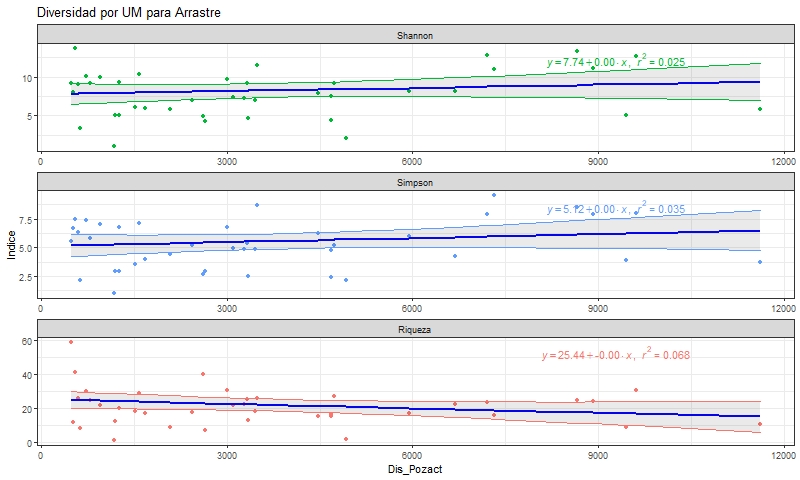 Diversidad por UM para Arrastre
Shannon
y = 7.74 + 0.00 · x, r² = 0.025
10
5
0 3000 6000 9000 12000
Simpson
y = 5.12 + 0.00 · x, r² = 0.035
7.5
5.0
2.5
0 3000 6000 9000 12000
Indice
Riqueza
y = 25.44 + -0.00 · x, r² = 0.068
60
40
20
0
0 3000 6000 9000 12000
Dis_Pozact